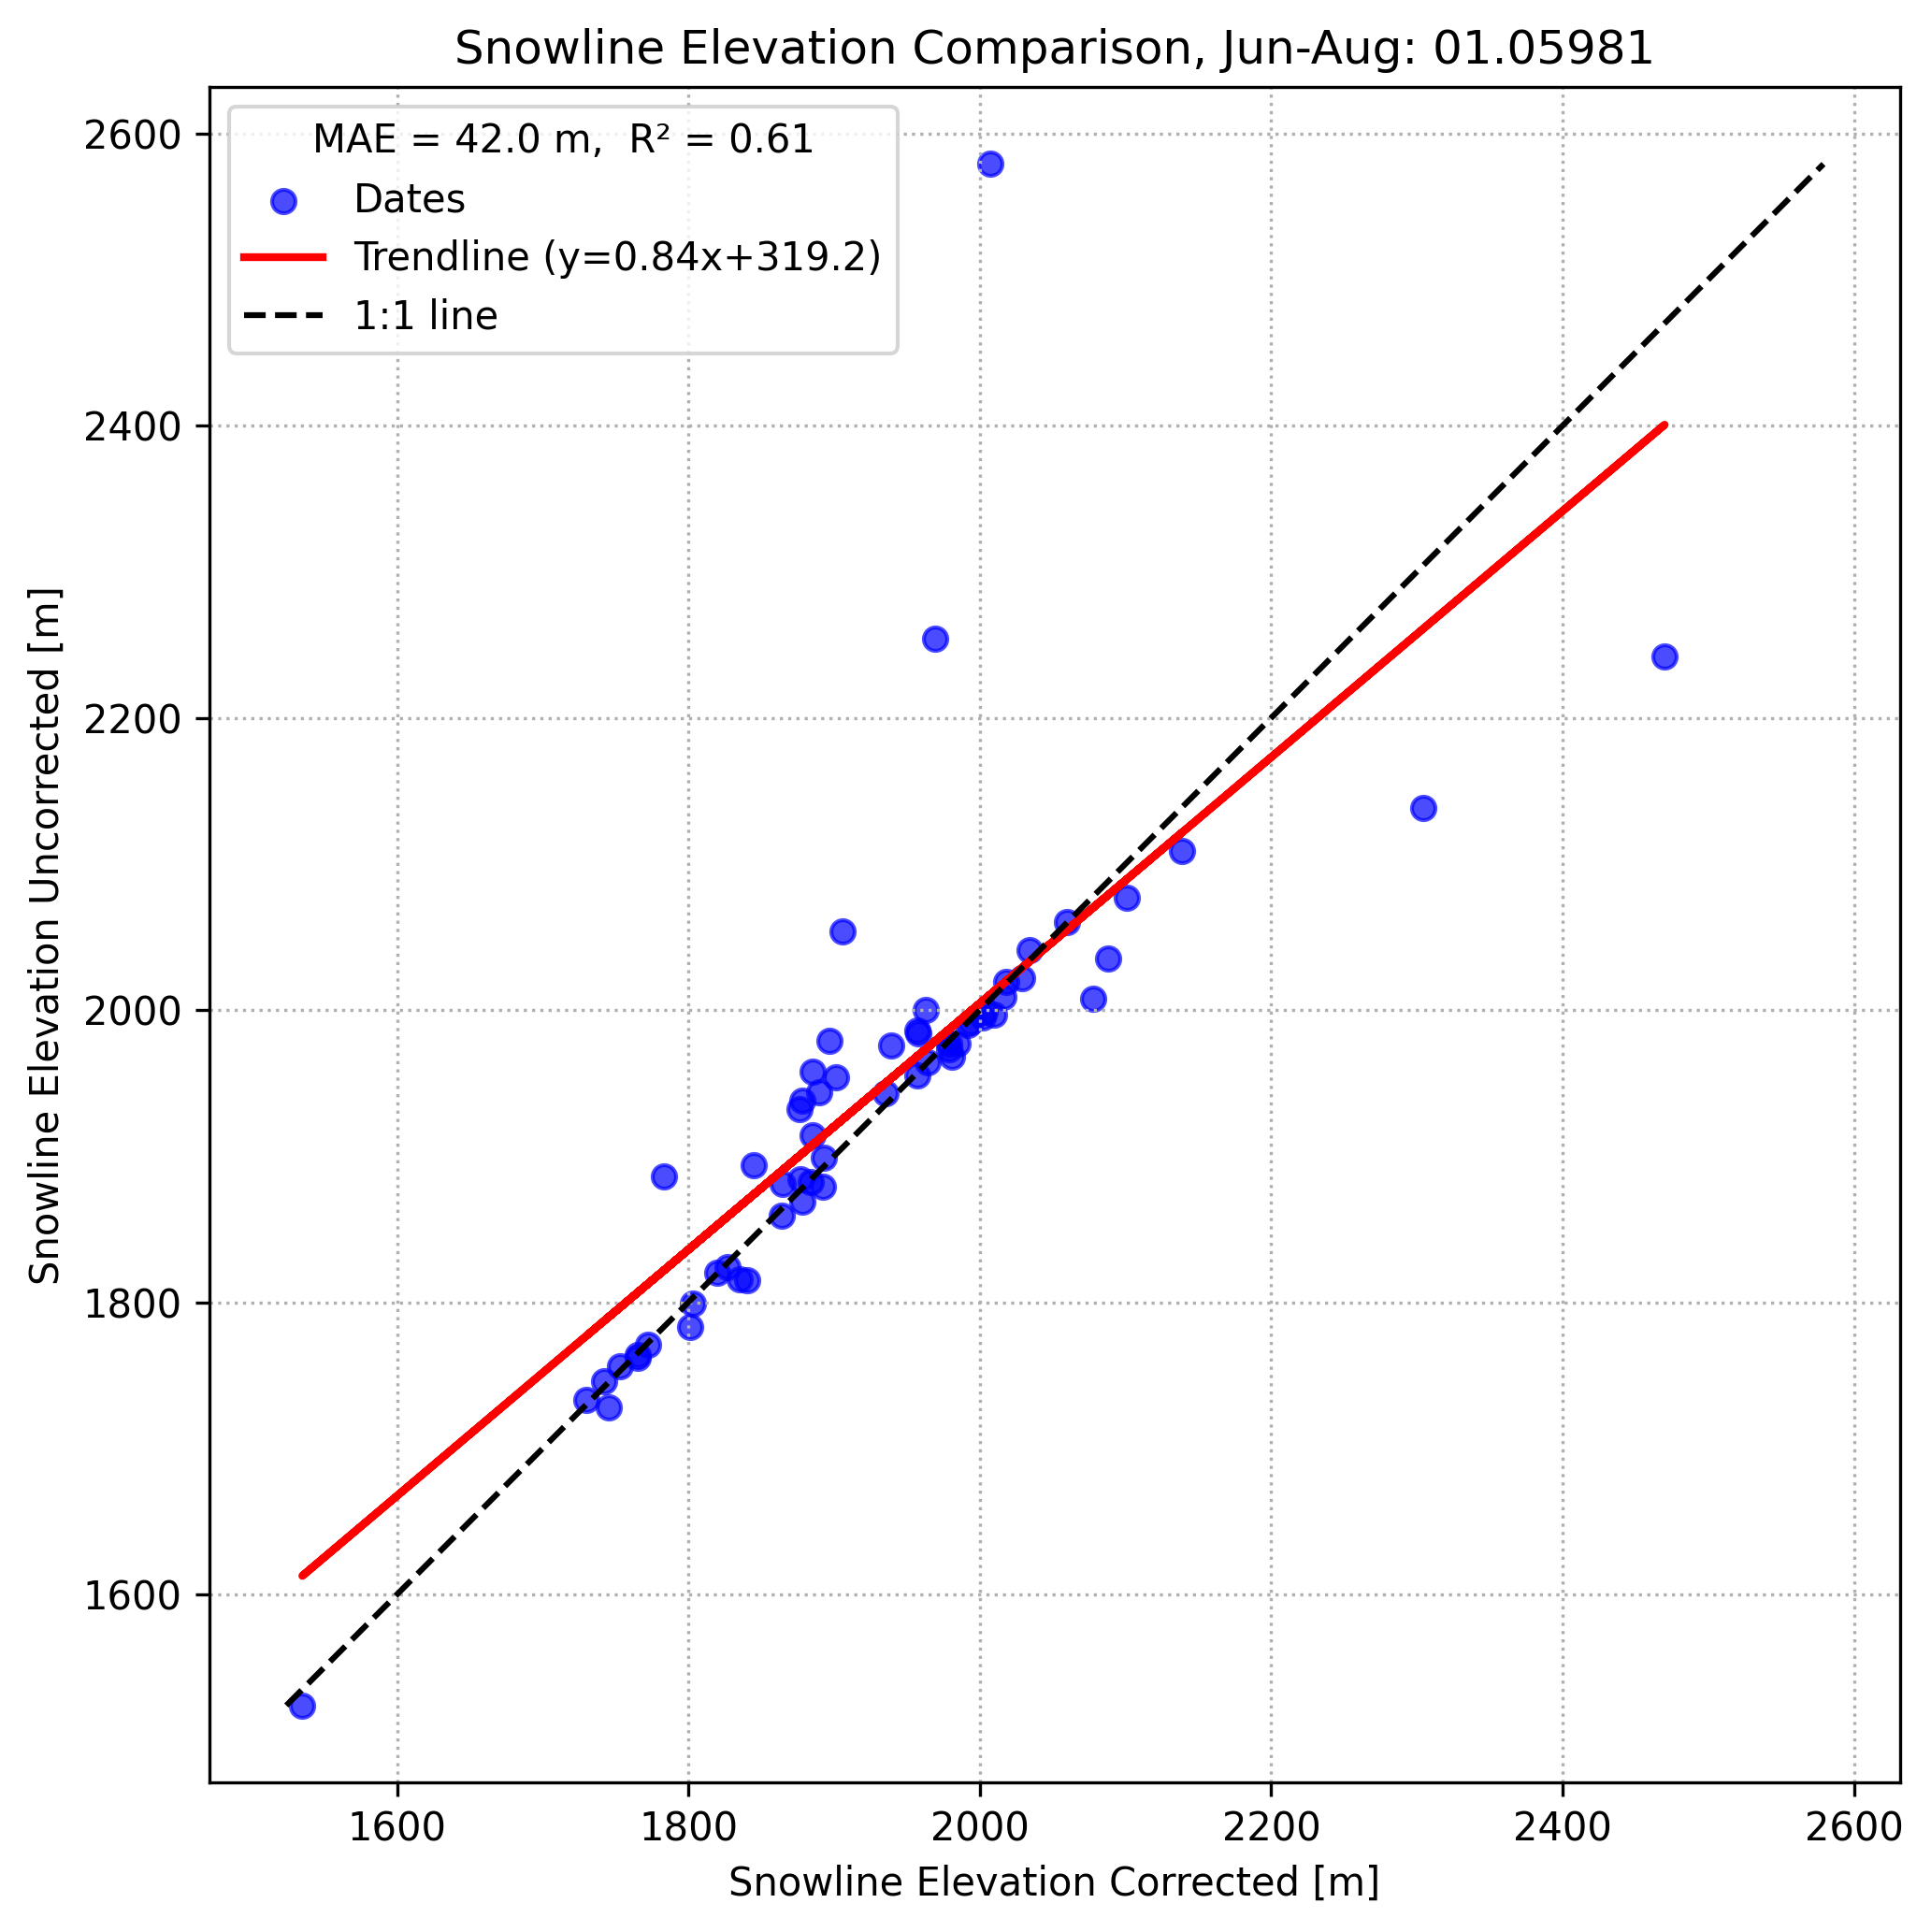 Snowline Elevation Comparison, Jun-Aug: 01.05981
MAE = 42.0 m,  R² = 0.61
Dates
Trendline (y=0.84x+319.2)
1:1 line
Snowline Elevation Uncorrected [m]
2600
2400
2200
2000
1800
1600
1600
1800
2000
2200
2400
2600
Snowline Elevation Corrected [m]